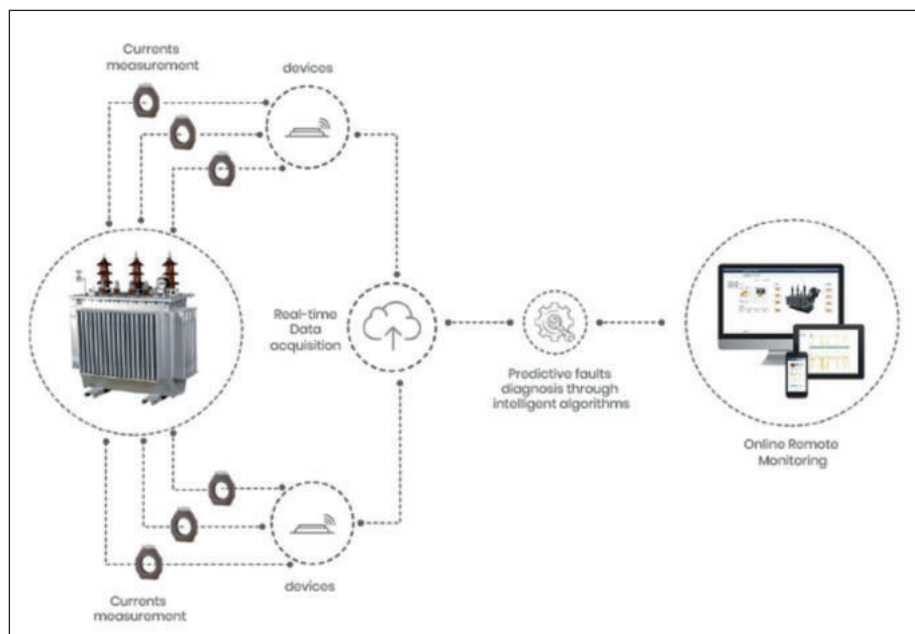 Currents
measurement
devices
Real-time
Data
acquisition
Predictive faults
diagnosis through
intelligent algorithms
Online Remote
Monitoring
devices
Currents
measurement